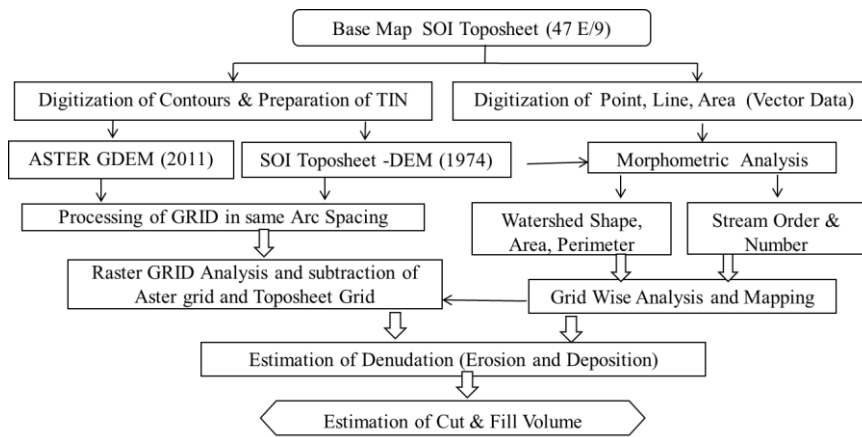 Base Map SOI Toposheet (47 E/9)
Digitization of Contours & Preparation of TIN
Digitization of Point, Line, Area (Vector Data)
ASTER GDEM (2011)
SOI Toposheet -DEM (1974)
Morphometric Analysis
Processing of GRID in same Arc Spacing
Watershed Shape,
Area, Perimeter
Stream Order &
Number
Raster GRID Analysis and subtraction of
Aster grid and Toposheet Grid
Grid Wise Analysis and Mapping
Estimation of Denudation (Erosion and Deposition)
Estimation of Cut & Fill Volume